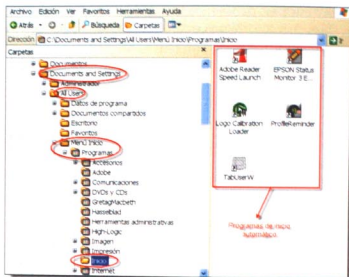 Archivo Edición Ver Favoritos Herramientas Ayuda
Atrás Búsqueda Carpetas
Dirección C:\Documents and Settings\All Users\Menú Inicio\Programas\Inicio
Carpetas
Documentos
Documents and Settings
Administrador
All Users
Datos de programa
Documentos compartidos
Escritorio
Favoritos
Menú Inicio
Programas
Accesorios
Adobe
Comunicaciones
DVDs y CDs
GretagMacbeth
Hasselblad
Herramientas administrativas
High-Logic
Imagen
Impresión
Inicio
Internet
Adobe Reader
Speed Launch
EPSON Status
Monitor 3 E...
Logo Calibration
Loader
ProfileReminder
TabUserW
Programas de inicio
automático